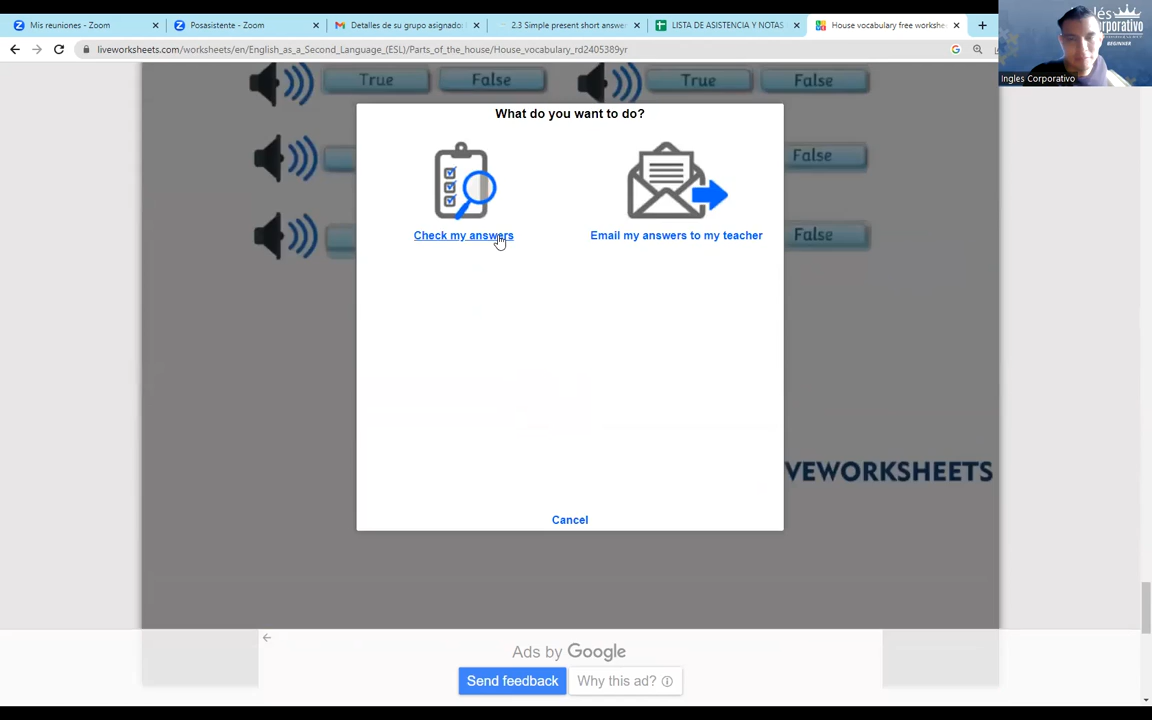 Mis reuniones - Zoom
Posasistente - Zoom
Detalles de su grupo asignado:
2.3 Simple present short answer
LISTA DE ASISTENCIA Y NOTAS
House vocabulary free workshe
liveworksheets.com/worksheets/en/English_as_a_Second_Language_(ESL)/Parts_of_the_house/House_vocabulary_rd2405389yr
lés
Corporativo
BEGINNER
Ingles Corporativo
True
False
True
False
What do you want to do?
False
Check my answers
Email my answers to my teacher
False
VEWORKSHEETS
Cancel
Ads by Google
Send feedback
Why this ad?